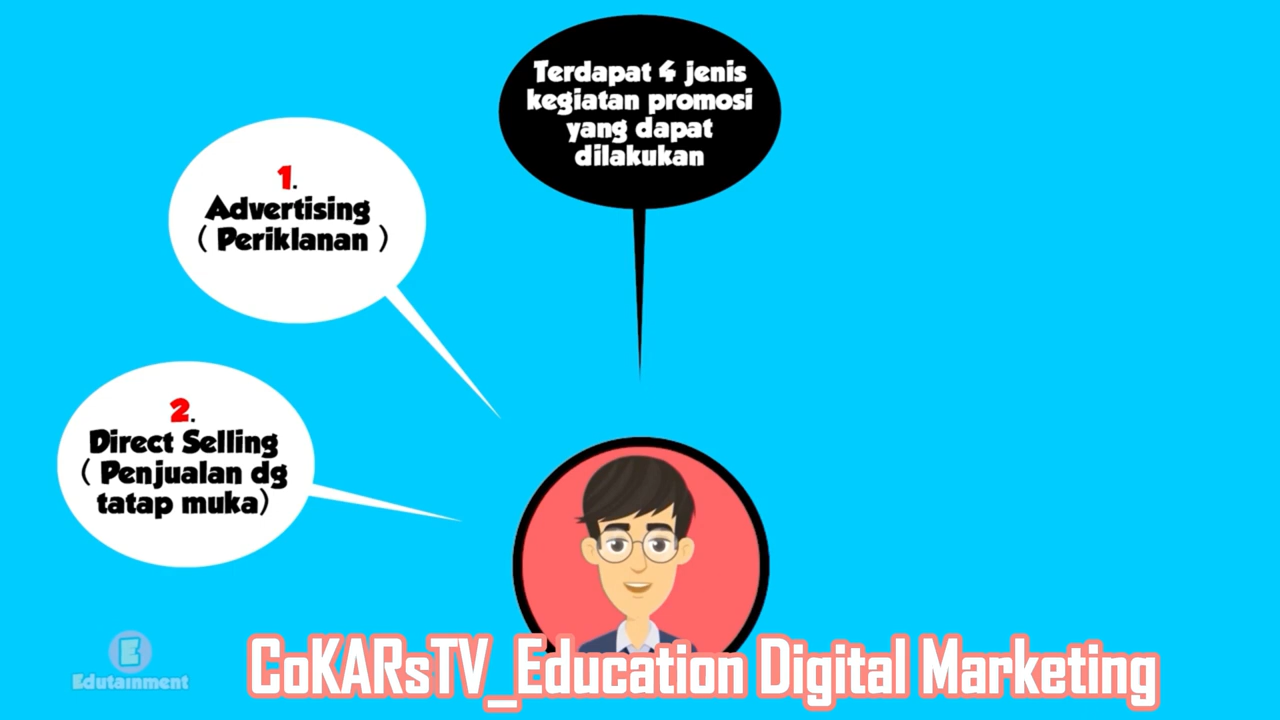 Terdapat 4 jenis
kegiatan promosi
yang dapat
dilakukan
1.
Advertising
( Periklanan )
2.
Direct Selling
( Penjualan dg
tatap muka)
E
Edutainment
CoKARsTV_Education Digital Marketing